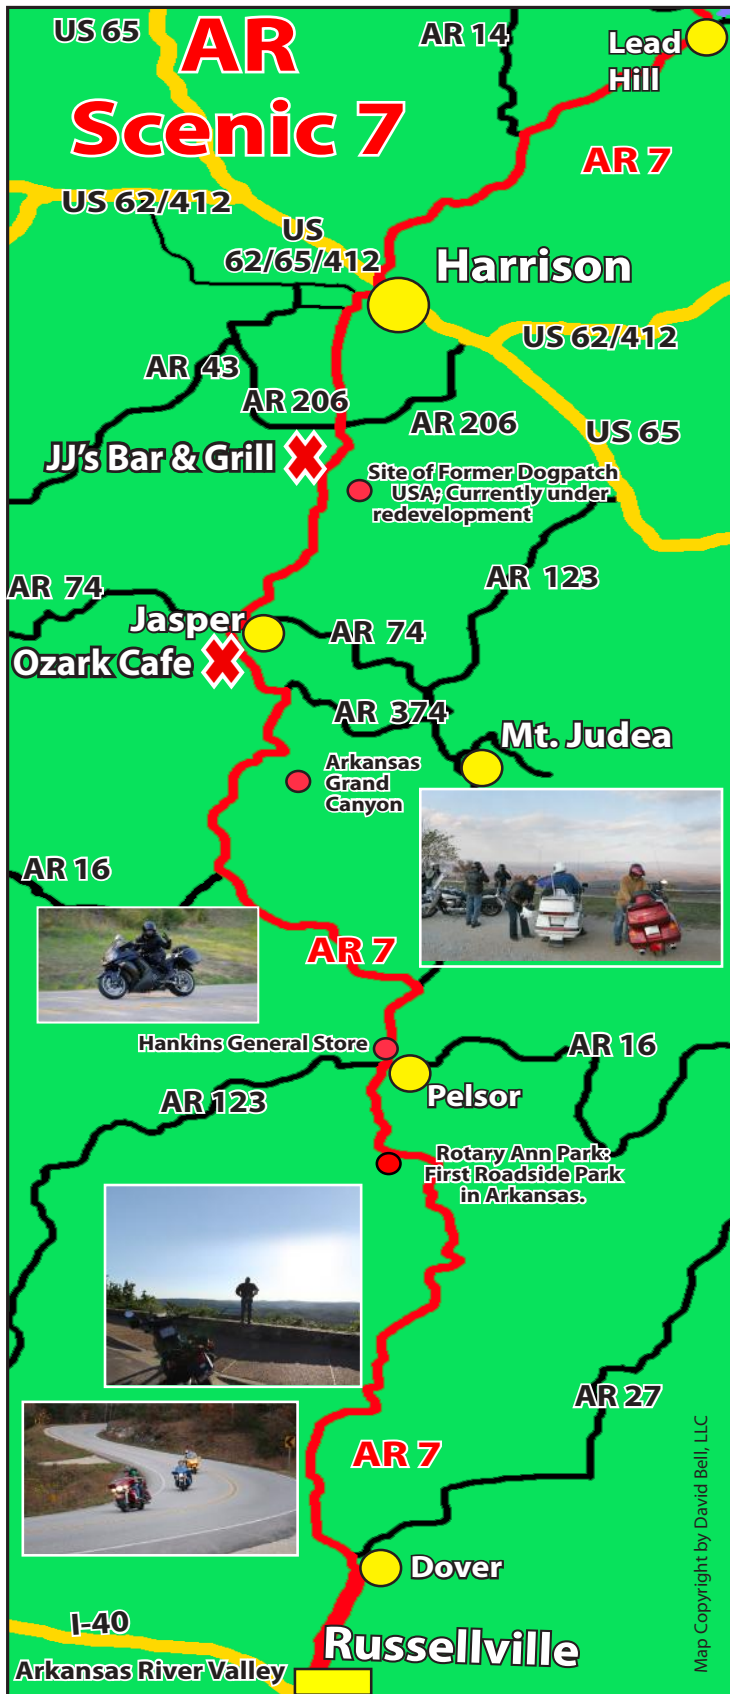 US 65
AR
AR 14
Lead
Hill
Scenic 7
AR 7
US 62/412
US
62/65/412
Harrison
US 62/412
AR 43
AR 206
AR 206
US 65
JJ's Bar & Grill
Site of Former Dogpatch
USA; Currently under
redevelopment
AR 74
AR 123
Jasper
AR 74
Ozark Cafe
AR 374
Mt. Judea
Arkansas
Grand
Canyon
AR 16
AR 7
Hankins General Store
AR 16
AR 123
Pelsor
Rotary Ann Park:
First Roadside Park
in Arkansas.
AR 27
AR 7
Map Copyright by David Bell, LLC
Dover
I-40
Russellville
Arkansas River Valley